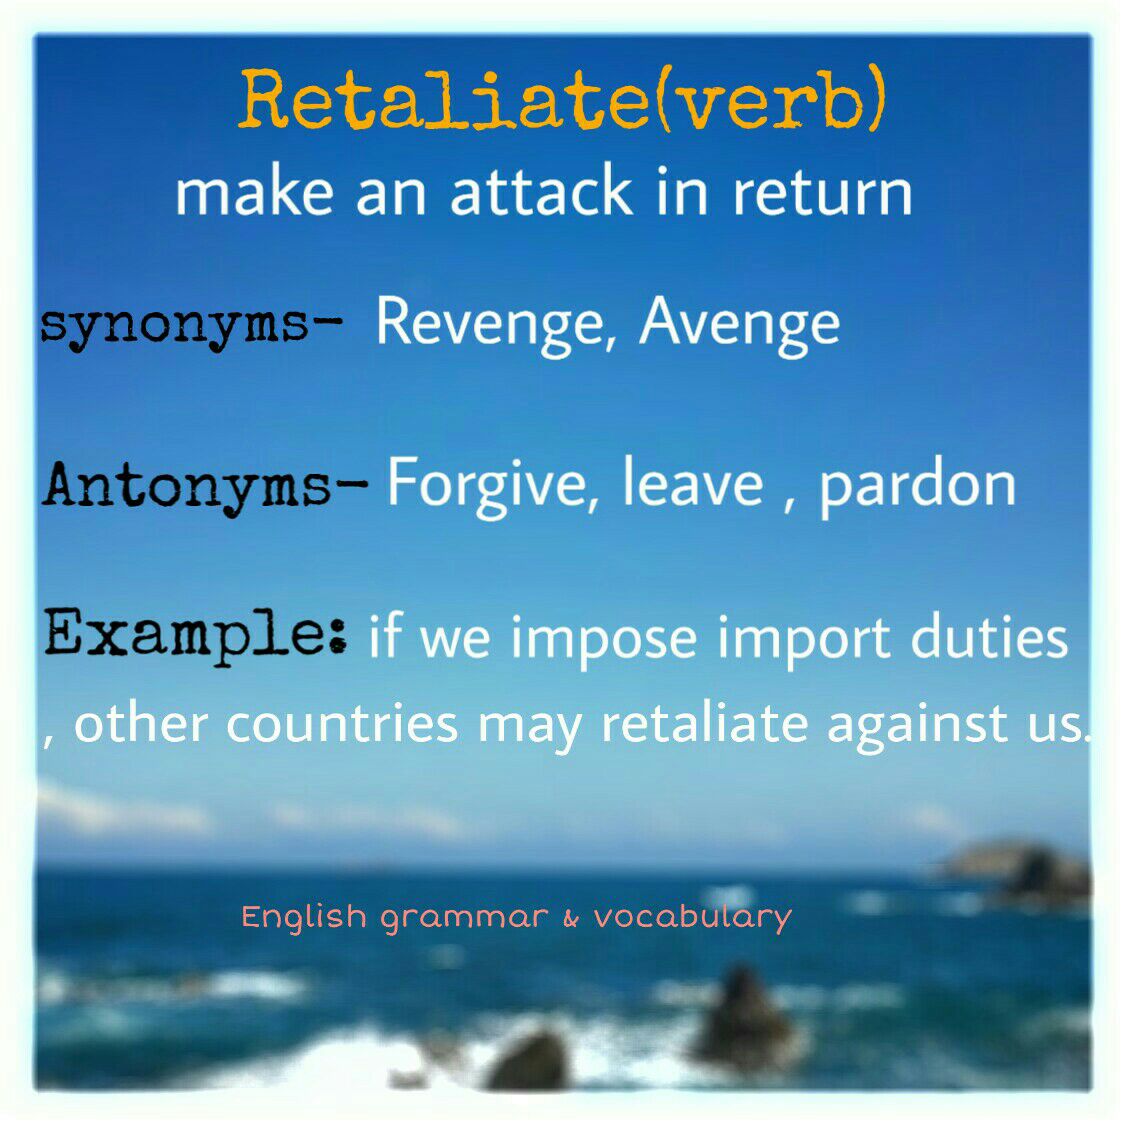 Retaliate(verb)
make an attack in return
synonyms- Revenge, Avenge
Antonyms- Forgive, leave , pardon
Example: if we impose import duties
, other countries may retaliate against us.
English grammar & vocabulary